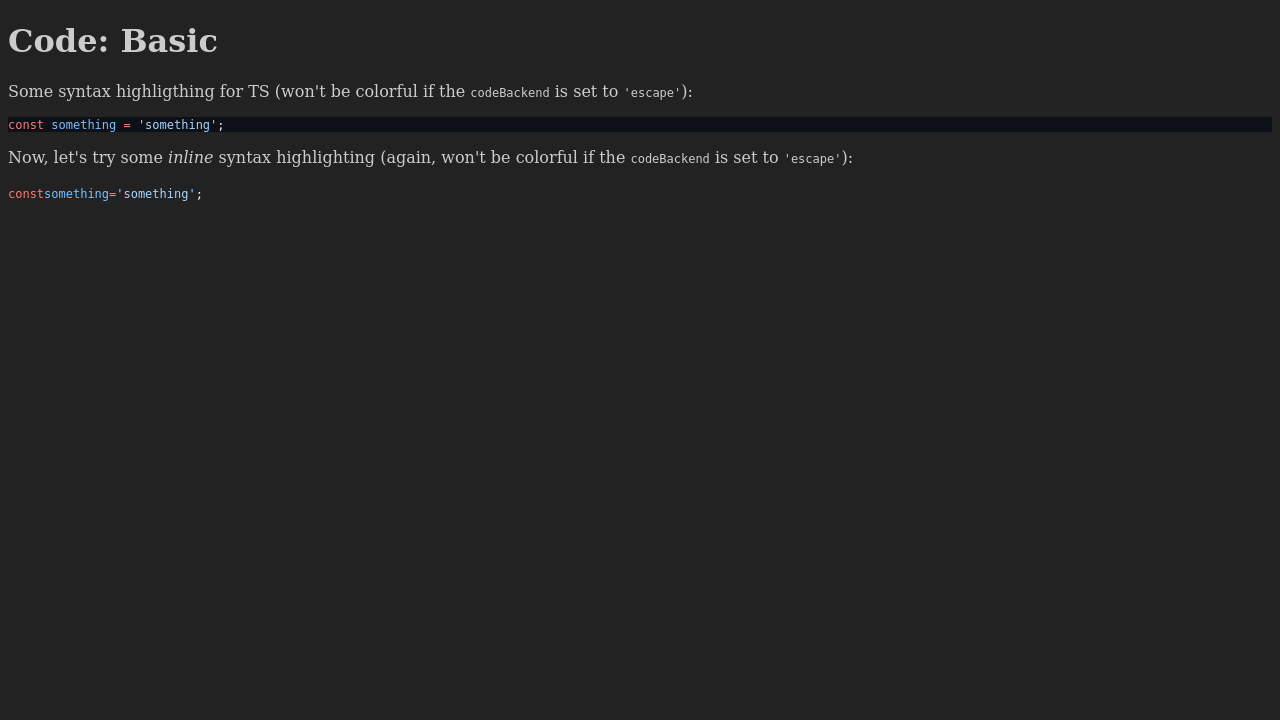 Code: Basic
Some syntax highligthing for TS (won't be colorful if the codeBackend is set to 'escape'):
const something = 'something';
Now, let's try some inline syntax highlighting (again, won't be colorful if the codeBackend is set to 'escape'):
constsomething='something';